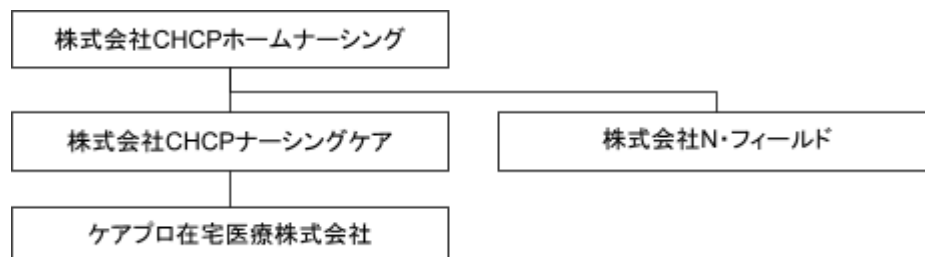 株式会社CHCPホームナーシング
株式会社CHCPナーシングケア
株式会社N・フィールド
ケアプロ在宅医療株式会社